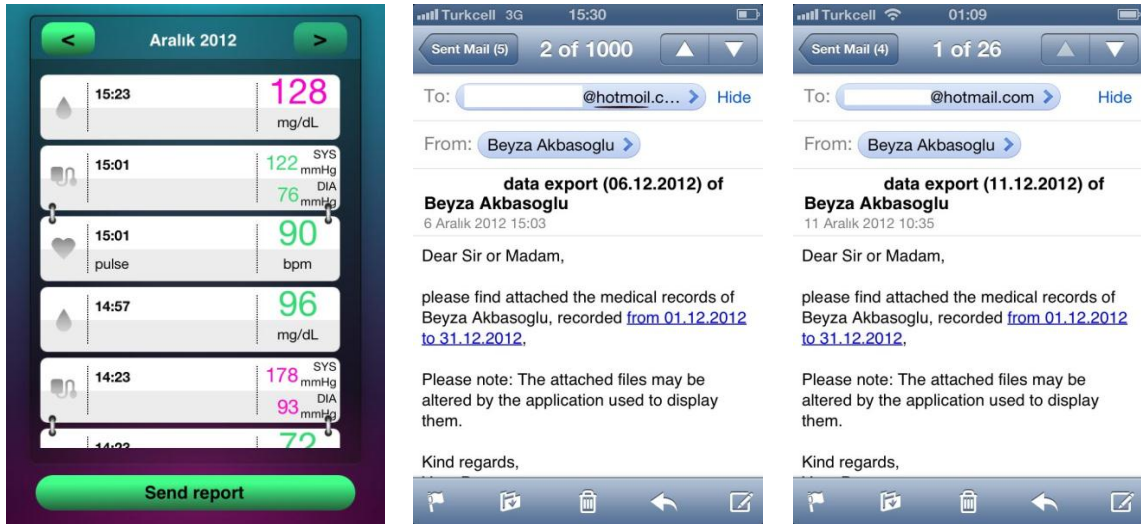 < Aralık 2012 >
15:23 128
mg/dL
15:01 122 SYS mmHg
76 DIA mmHg
15:01 90
pulse bpm
14:57 96
mg/dL
14:23 178 SYS mmHg
93 DIA mmHg
14:23 72
Send report
Turkcell 3G 15:30
Sent Mail (5) 2 of 1000
To: @hotmoil.c... > Hide
From: Beyza Akbasoglu >
data export (06.12.2012) of
Beyza Akbasoglu
6 Aralık 2012 15:03
Dear Sir or Madam,
please find attached the medical records of
Beyza Akbasoglu, recorded from 01.12.2012
to 31.12.2012,
Please note: The attached files may be
altered by the application used to display
them.
Kind regards,
Turkcell 01:09
Sent Mail (4) 1 of 26
To: @hotmail.com > Hide
From: Beyza Akbasoglu >
data export (11.12.2012) of
Beyza Akbasoglu
11 Aralık 2012 10:35
Dear Sir or Madam,
please find attached the medical records of
Beyza Akbasoglu, recorded from 01.12.2012
to 31.12.2012,
Please note: The attached files may be
altered by the application used to display
them.
Kind regards,